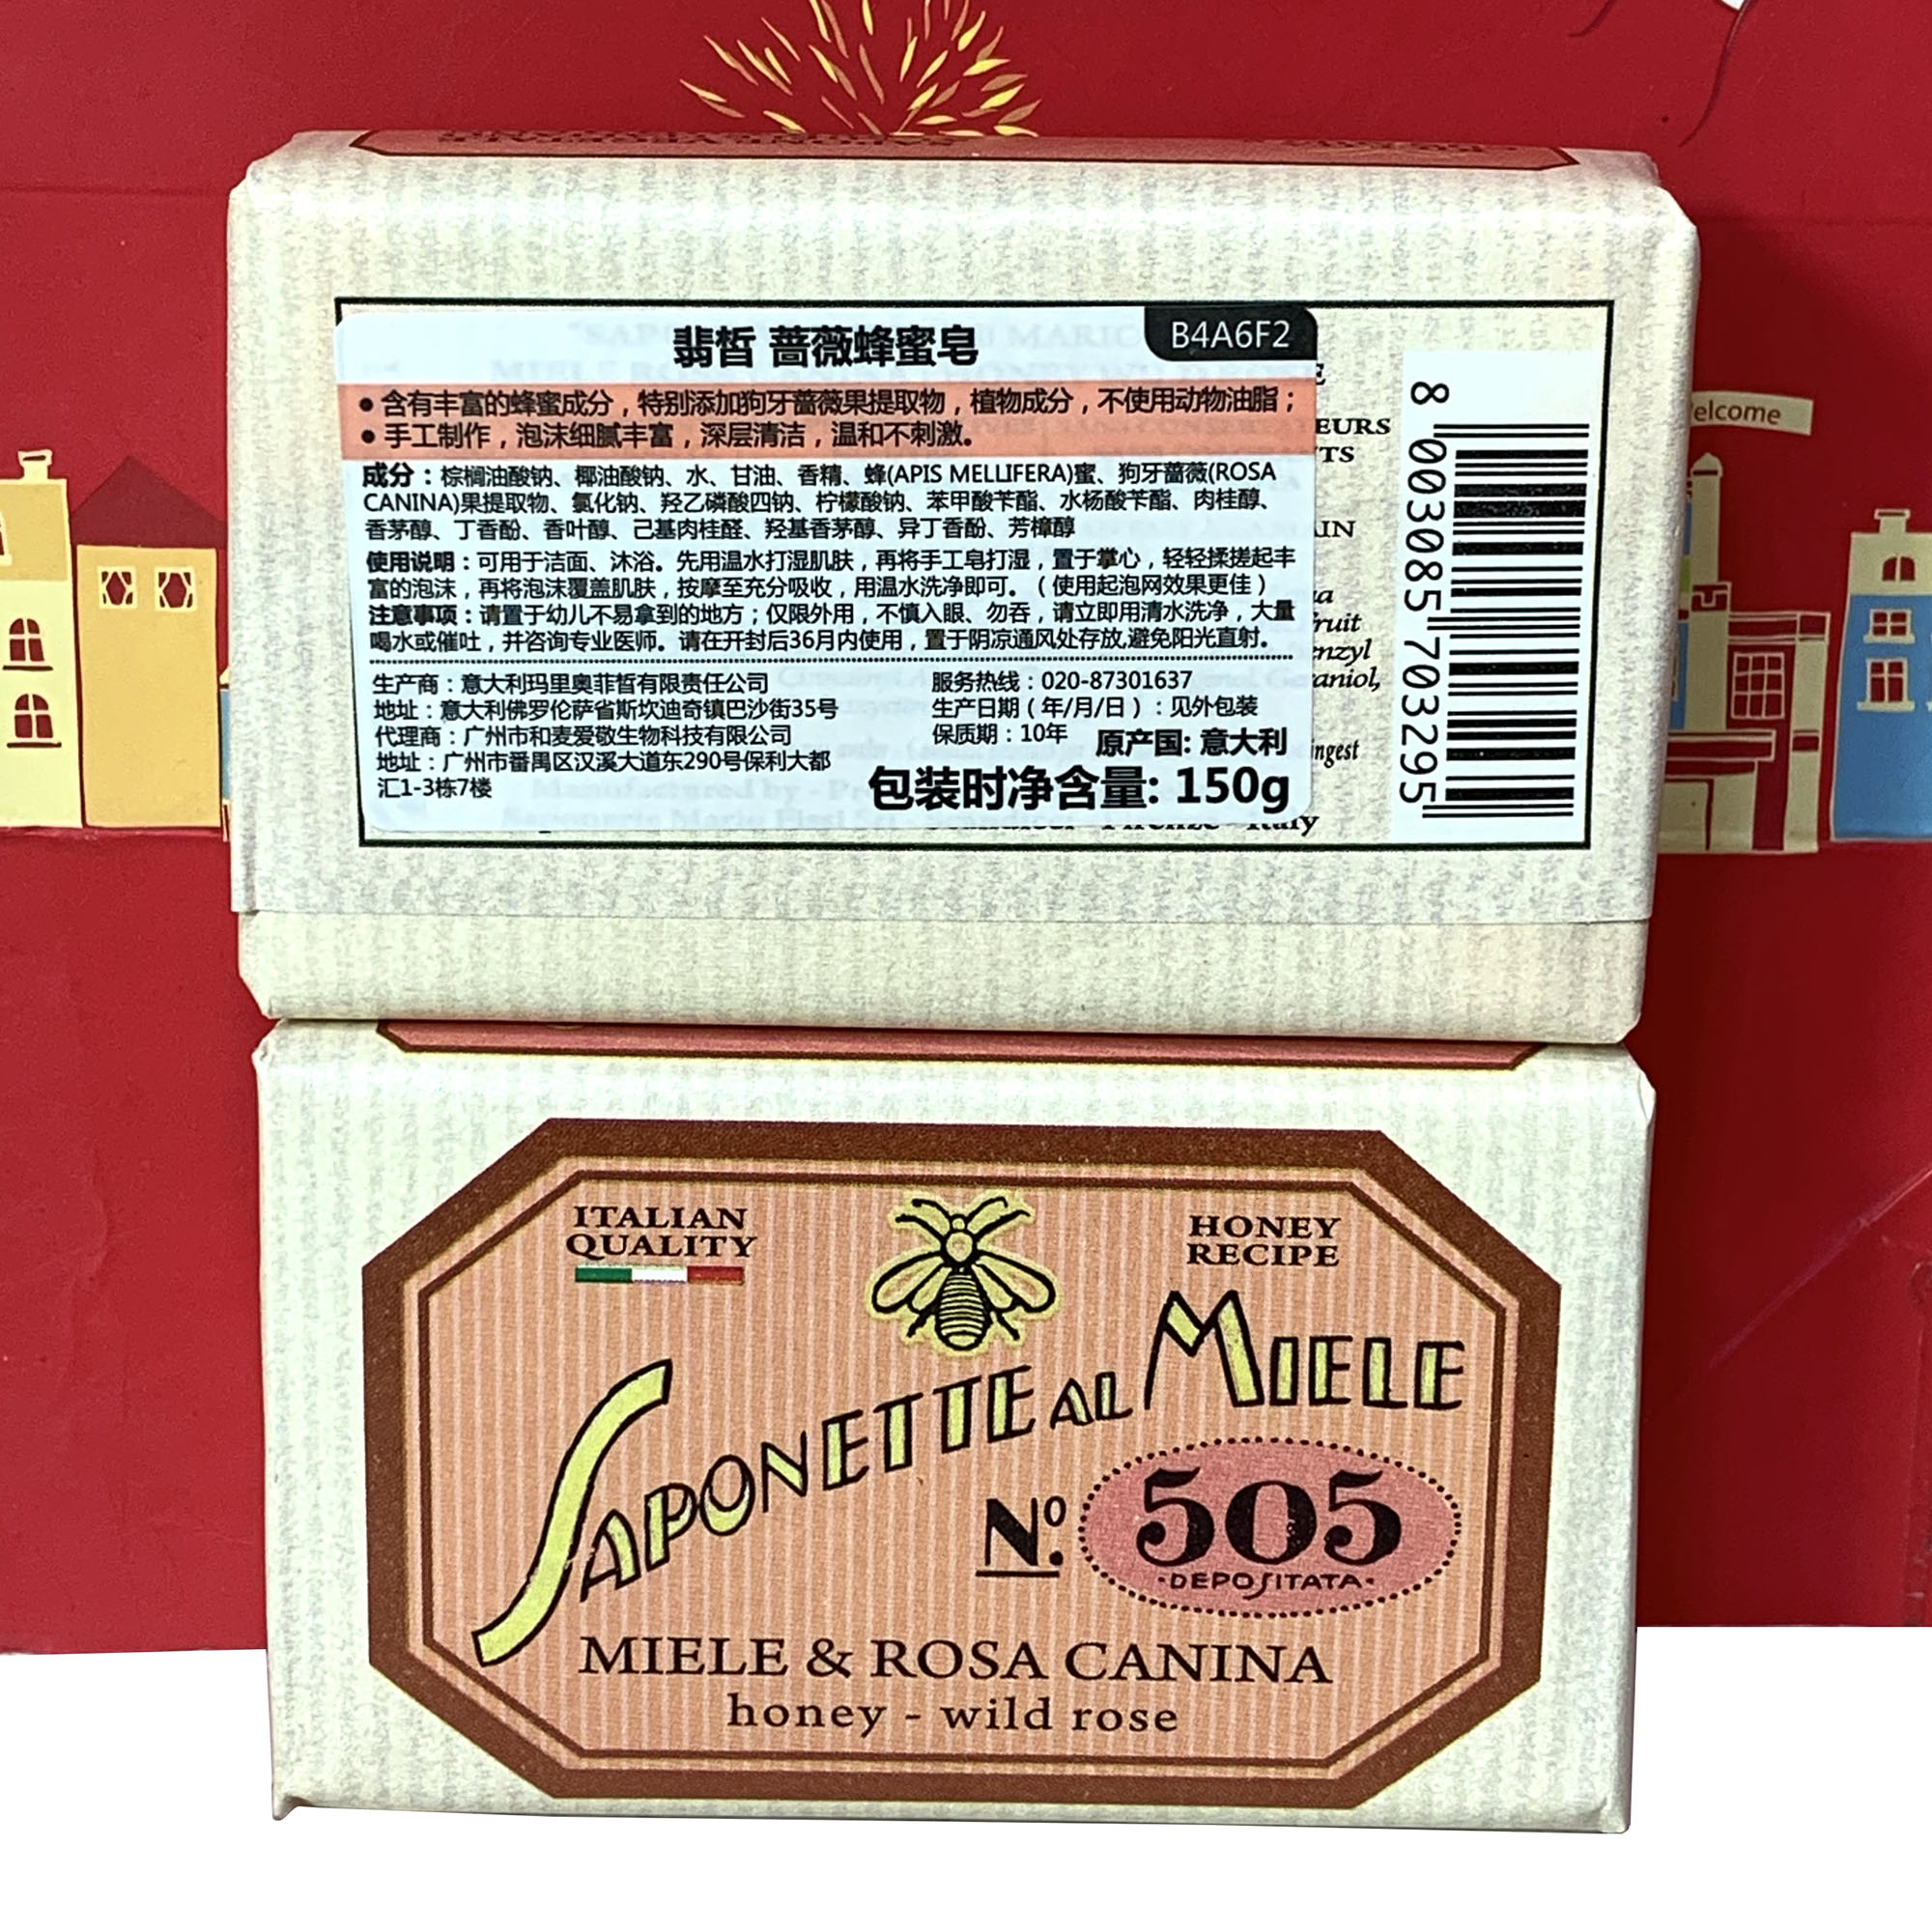 翡皙 蔷薇蜂蜜皂
B4A6F2
• 含有丰富的蜂蜜成分，特别添加狗牙蔷薇果提取物，植物成分，不使用动物油脂；
• 手工制作，泡沫细腻丰富，深层清洁，温和不刺激。
成分：棕榈油酸钠、椰油酸钠、水、甘油、香精、蜂(APIS MELLIFERA)蜜、狗牙蔷薇(ROSA
CANINA)果提取物、氯化钠、羟乙磷酸四钠、柠檬酸钠、苯甲酸苄酯、水杨酸苄酯、肉桂醇、
香茅醇、丁香酚、香叶醇、己基肉桂醛、羟基香茅醇、异丁香酚、芳樟醇
使用说明：可用于洁面、沐浴。先用温水打湿肌肤，再将手工皂打湿，置于掌心，轻轻揉搓起丰
富的泡沫，再将泡沫覆盖肌肤，按摩至充分吸收，用温水洗净即可。（使用起泡网效果更佳）
注意事项：请置于幼儿不易拿到的地方；仅限外用，不慎入眼、勿吞，请立即用清水洗净，大量
喝水或催吐，并咨询专业医师。请在开封后36月内使用，置于阴凉通风处存放,避免阳光直射。
生产商：意大利玛里奥菲皙有限责任公司
地址：意大利佛罗伦萨省斯坎迪奇镇巴沙街35号
代理商：广州市和麦爱敬生物科技有限公司
地址：广州市番禺区汉溪大道东290号保利大都
汇1-3栋7楼
服务热线：020-87301637
生产日期（年/月/日）：见外包装
保质期：10年
原产国: 意大利
包装时净含量: 150g
EURS
fruit
enzyl
aniol,
ingest
8 003085 703295
elcome
ITALIAN
QUALITY
HONEY
RECIPE
SAPONETTE AL MIELE
Nº. 505
·DEPOSITATA·
MIELE & ROSA CANINA
honey - wild rose